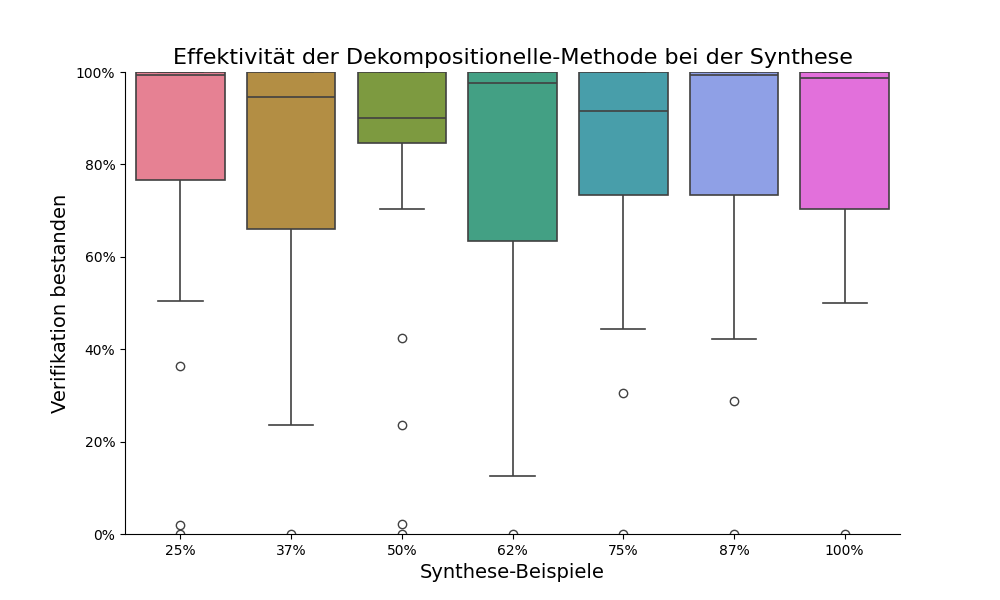 Effektivität der Dekompositionelle-Methode bei der Synthese
100%
80%
60%
40%
20%
0%
Verifikation bestanden
25% 37% 50% 62% 75% 87% 100%
Synthese-Beispiele